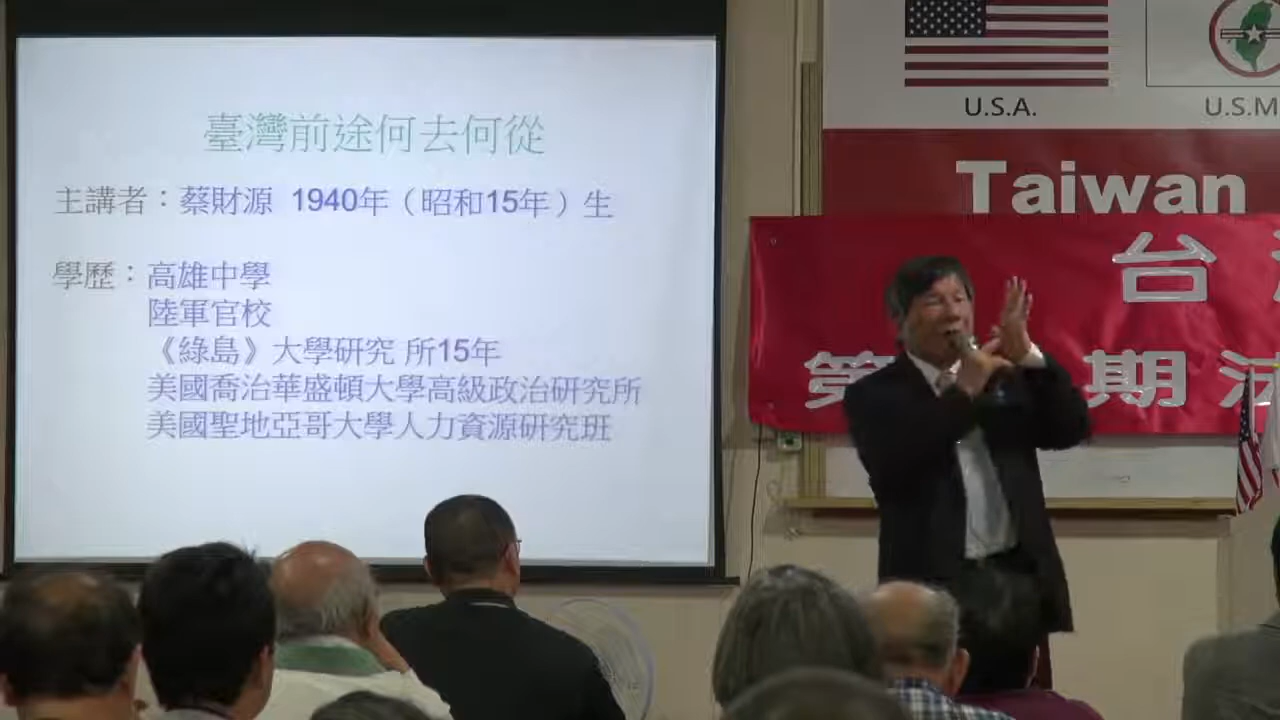 臺灣前途何去何從
主講者：蔡財源 1940年（昭和15年）生
學歷：高雄中學
陸軍官校
《綠島》大學研究 所15年
美國喬治華盛頓大學高級政治研究所
美國聖地亞哥大學人力資源研究班
U.S.A.
U.S.M
Taiwan
台
第
期